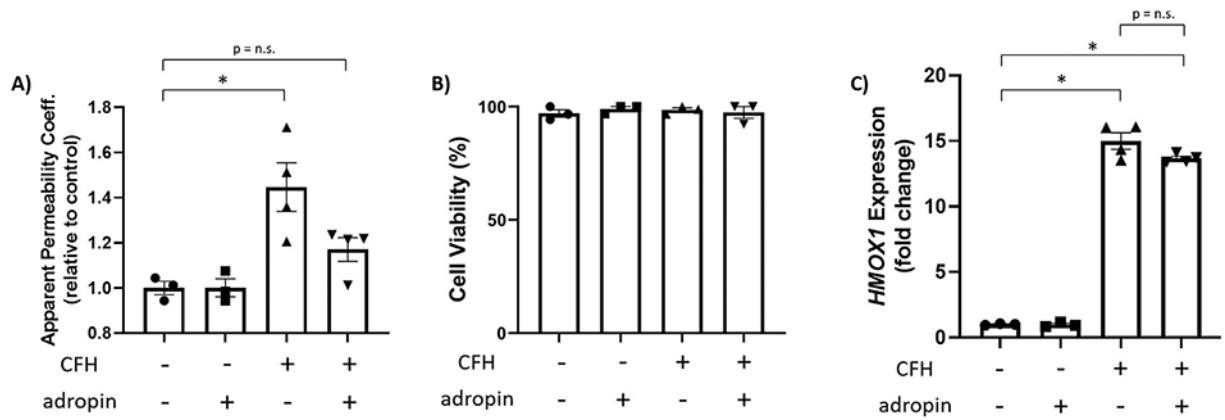 A)
p = n.s.
*
Apparent Permeability Coeff.
(relative to control)
1.8
1.6
1.4
1.2
1.0
0.8
CFH - - + +
adropin - + - +
B)
Cell Viability (%)
100
50
0
CFH - - + +
adropin - + - +
C)
p = n.s.
*
*
HMOX1 Expression
(fold change)
20
15
10
5
0
CFH - - + +
adropin - + - +